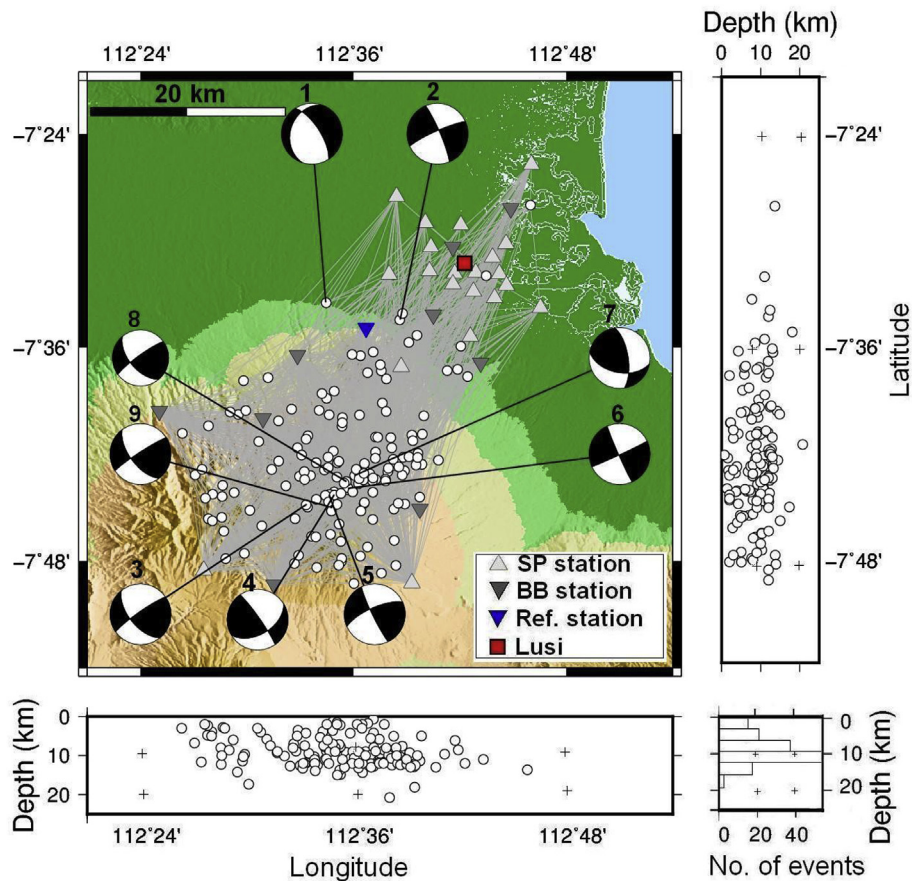 Depth (km)
0 10 20
112°24' 112°36' 112°48'
20 km
1
2
−7°24'
−7°24'
8
7
−7°36'
−7°36'
Latitude
9
6
−7°48'
−7°48'
3
4
5
SP station
BB station
Ref. station
Lusi
Depth (km)
0
10
20
0
10
20
Depth (km)
112°24' 112°36' 112°48'
0 20 40
Longitude
No. of events